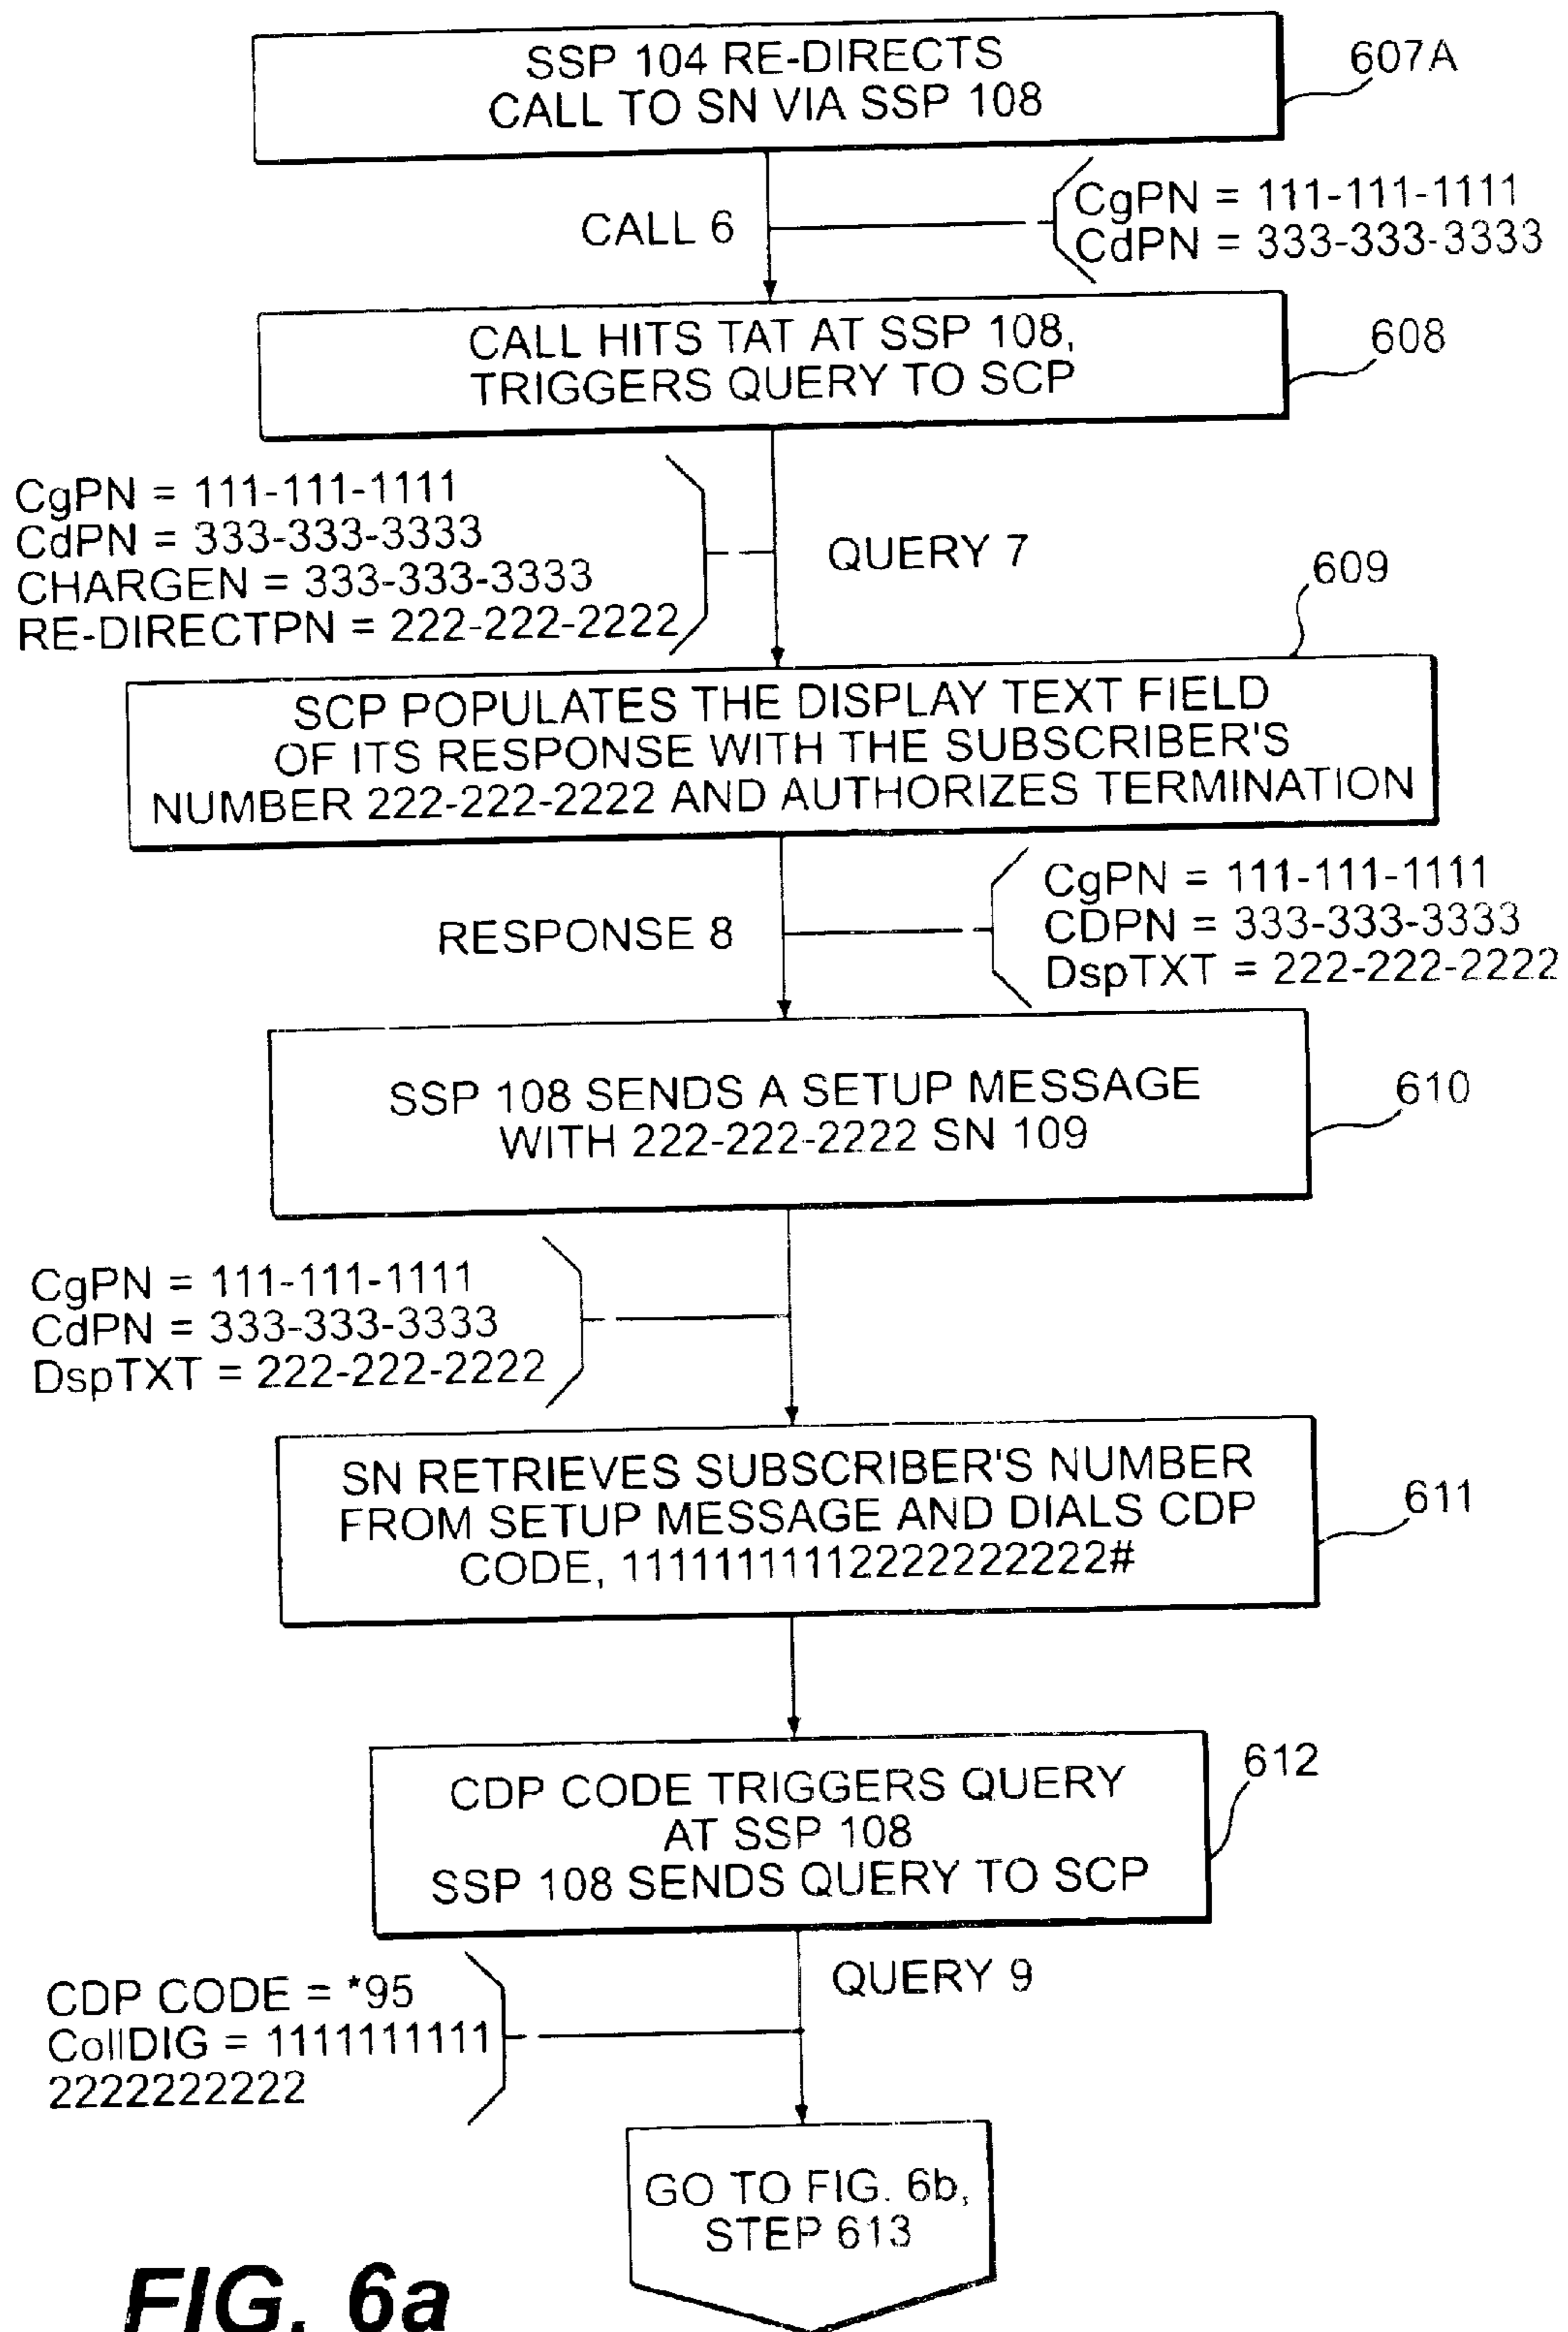 SSP 104 RE-DIRECTS
CALL TO SN VIA SSP 108
607A
CALL 6
CgPN = 111-111-1111
CdPN = 333-333-3333
CALL HITS TAT AT SSP 108,
TRIGGERS QUERY TO SCP
608
CgPN = 111-111-1111
CdPN = 333-333-3333
CHARGEN = 333-333-3333
RE-DIRECTPN = 222-222-2222
QUERY 7
609
SCP POPULATES THE DISPLAY TEXT FIELD
OF ITS RESPONSE WITH THE SUBSCRIBER'S
NUMBER 222-222-2222 AND AUTHORIZES TERMINATION
RESPONSE 8
CgPN = 111-111-1111
CDPN = 333-333-3333
DspTXT = 222-222-2222
SSP 108 SENDS A SETUP MESSAGE
WITH 222-222-2222 SN 109
610
CgPN = 111-111-1111
CdPN = 333-333-3333
DspTXT = 222-222-2222
SN RETRIEVES SUBSCRIBER'S NUMBER
FROM SETUP MESSAGE AND DIALS CDP
CODE, 11111111112222222222#
611
CDP CODE TRIGGERS QUERY
AT SSP 108
SSP 108 SENDS QUERY TO SCP
612
QUERY 9
CDP CODE = *95
CollDIG = 1111111111
2222222222
GO TO FIG. 6b,
STEP 613
FIG. 6a